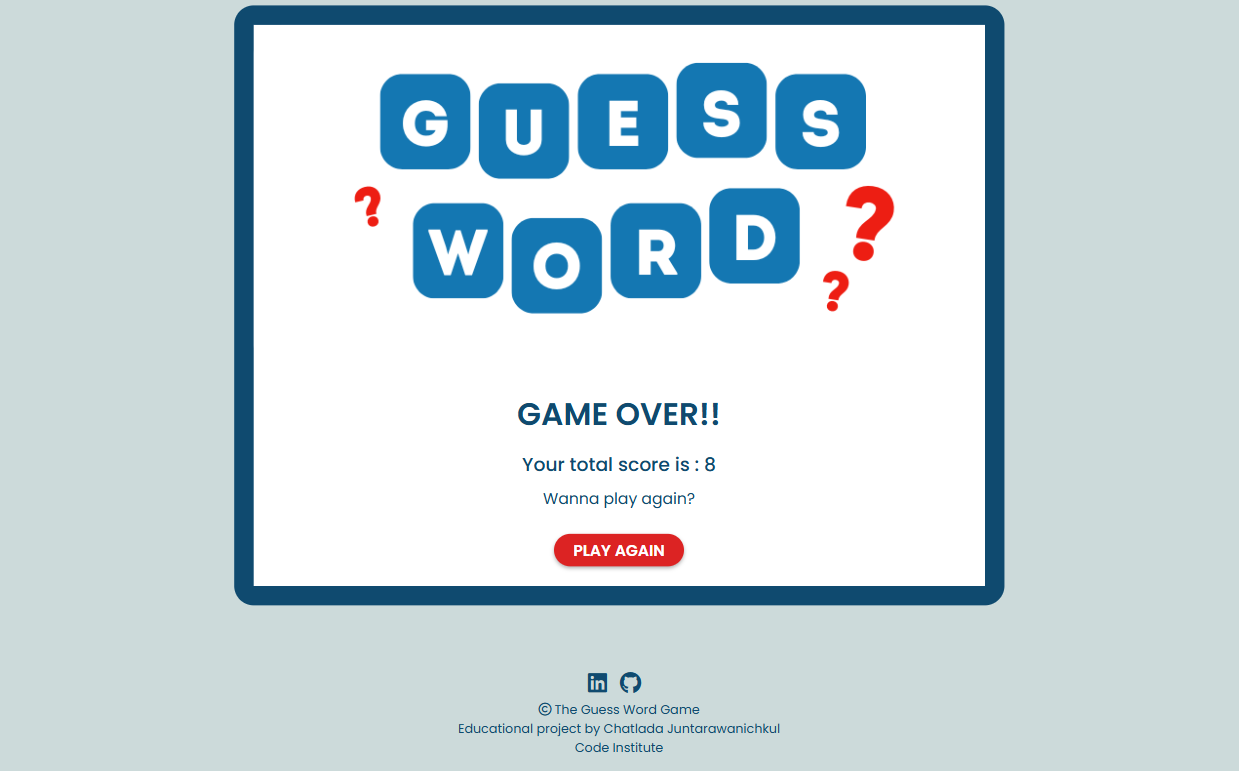 GUESS
WORD
? ? ?
GAME OVER!!
Your total score is : 8
Wanna play again?
PLAY AGAIN
in
© The Guess Word Game
Educational project by Chatlada Juntarawanichkul
Code Institute